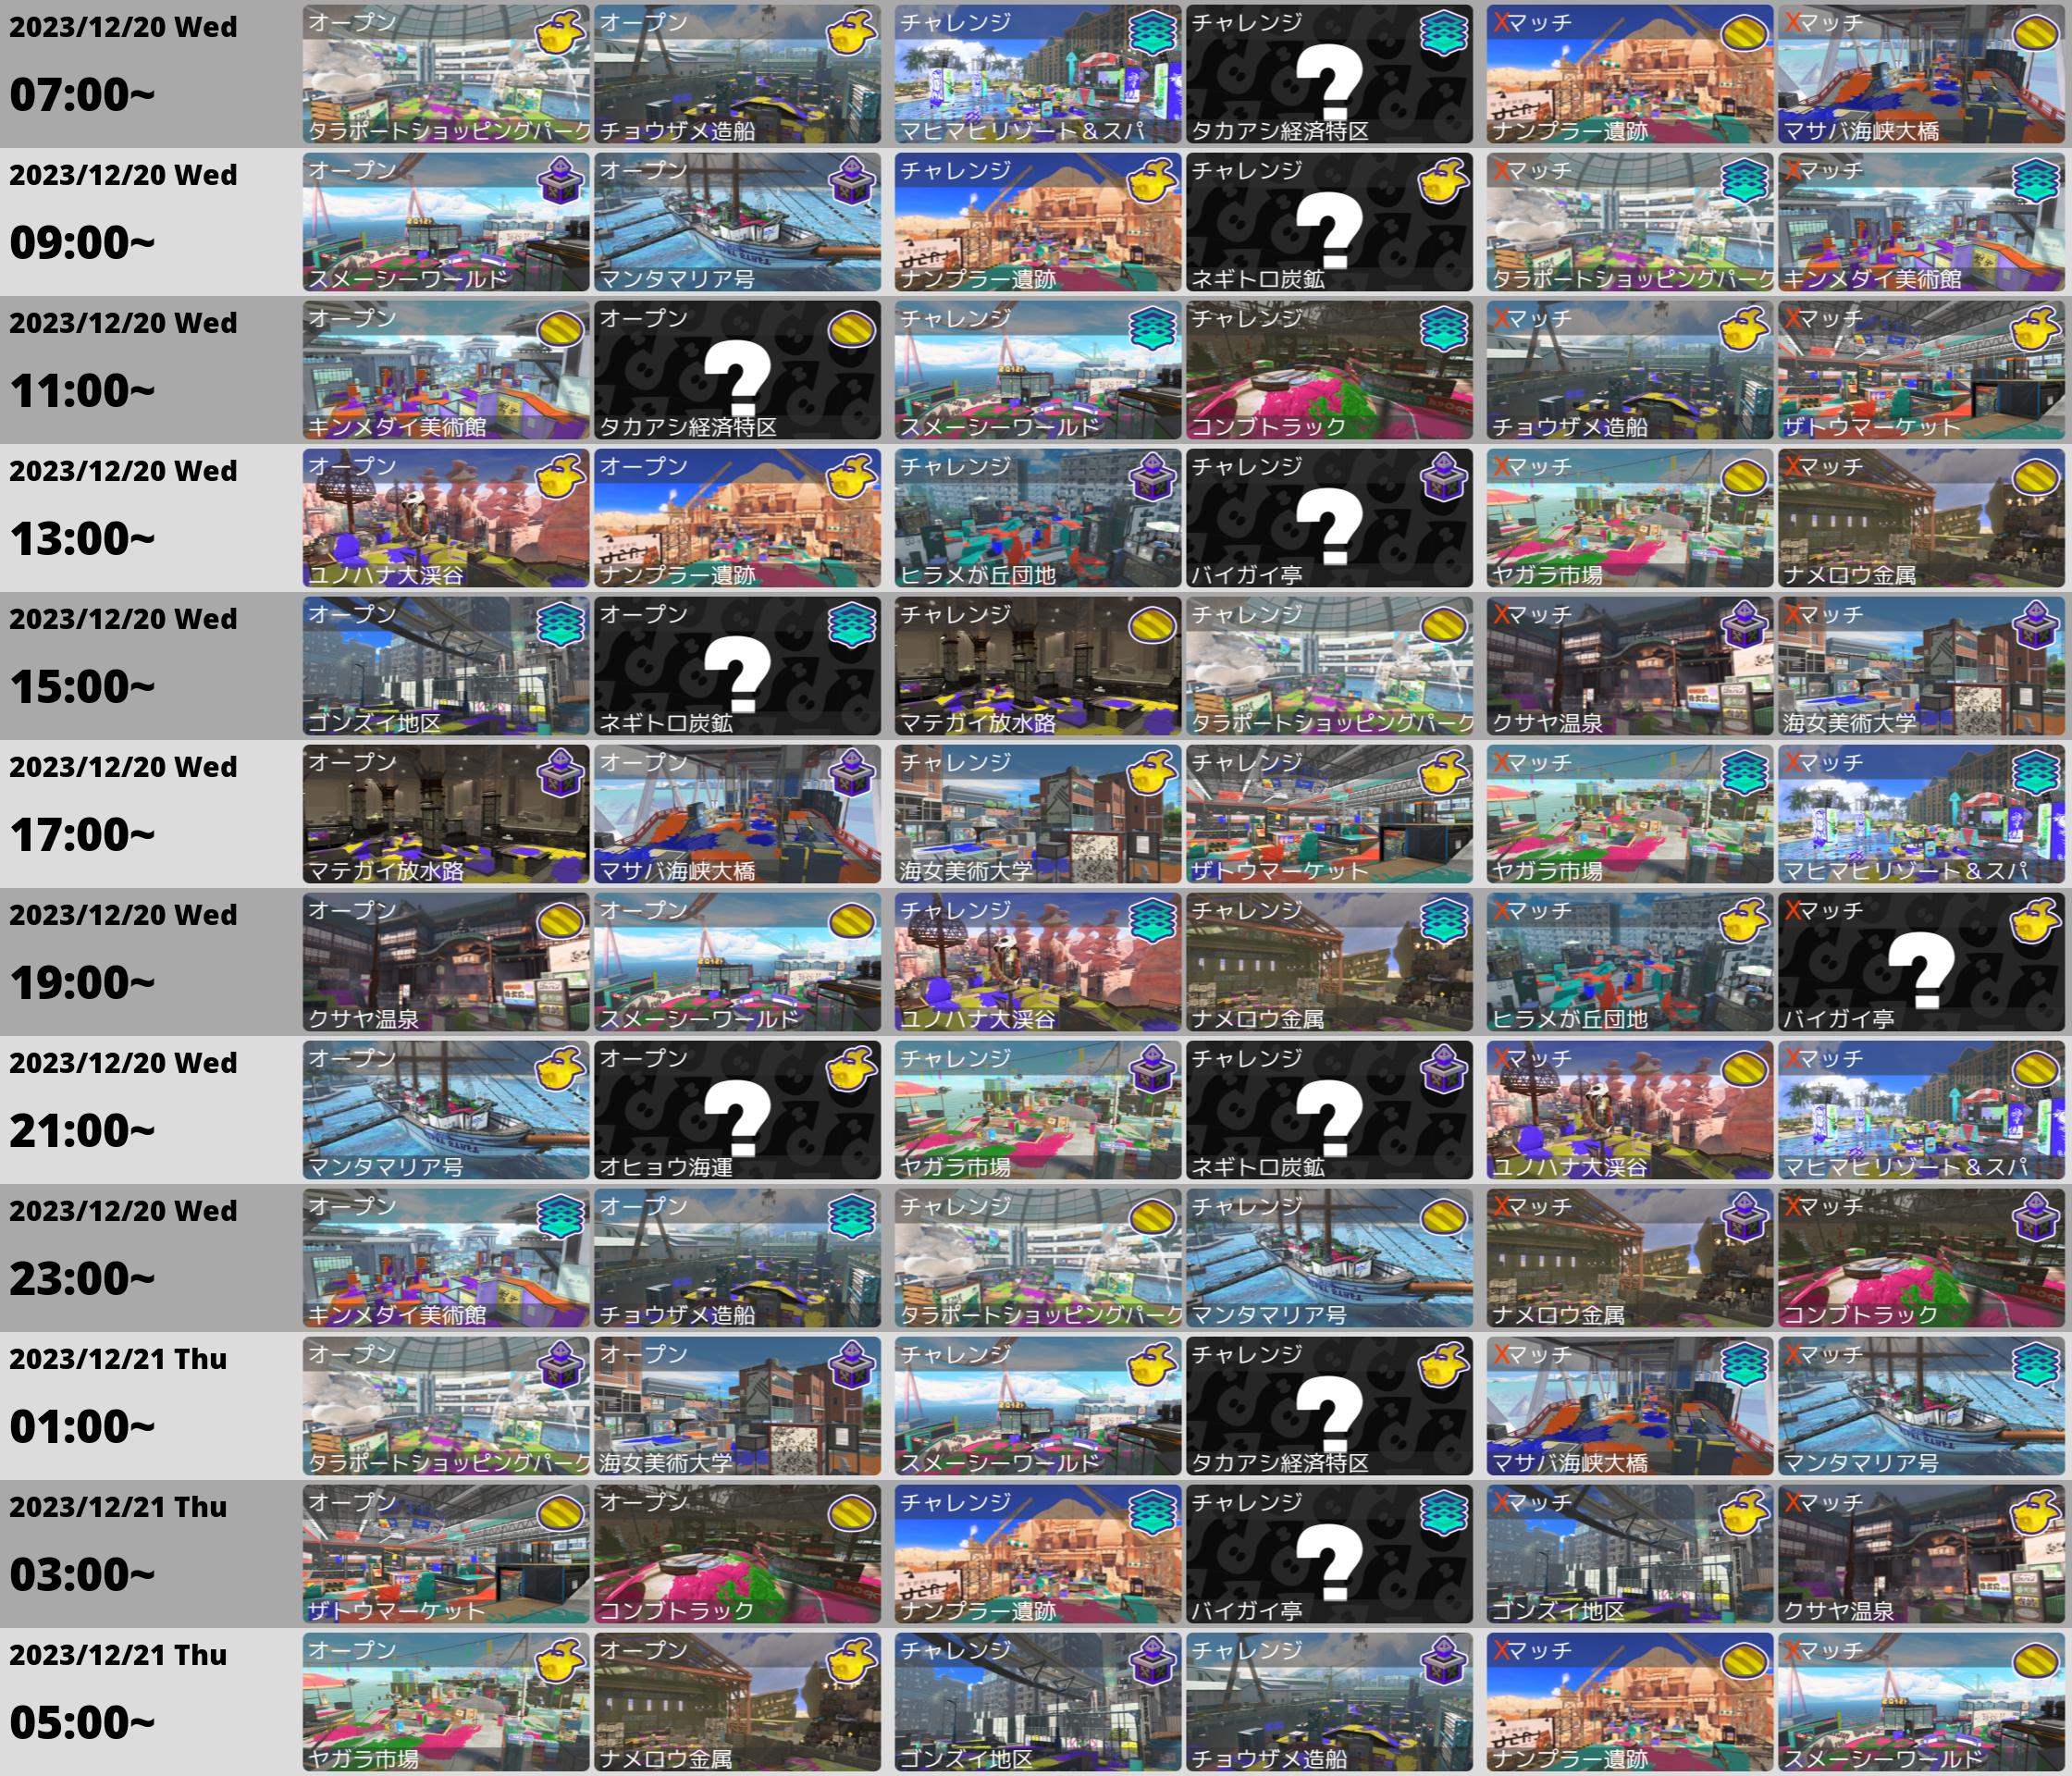 2023/12/20 Wed
07:00~
オープン
タラポートショッピングパーク
オープン
チョウザメ造船
チャレンジ
マヒマヒリゾート＆スパ
チャレンジ
?
タカアシ経済特区
Xマッチ
ナンプラー遺跡
Xマッチ
マサバ海峡大橋
2023/12/20 Wed
09:00~
オープン
スメーシーワールド
オープン
マンタマリア号
チャレンジ
ナンプラー遺跡
チャレンジ
?
ネギトロ炭鉱
Xマッチ
タラポートショッピングパーク
Xマッチ
キンメダイ美術館
2023/12/20 Wed
11:00~
オープン
キンメダイ美術館
オープン
?
タカアシ経済特区
チャレンジ
スメーシーワールド
チャレンジ
コンブトラック
Xマッチ
チョウザメ造船
Xマッチ
ザトウマーケット
2023/12/20 Wed
13:00~
オープン
ユノハナ大渓谷
オープン
ナンプラー遺跡
チャレンジ
ヒラメが丘団地
チャレンジ
?
バイガイ亭
Xマッチ
ヤガラ市場
Xマッチ
ナメロウ金属
2023/12/20 Wed
15:00~
オープン
ゴンズイ地区
オープン
?
ネギトロ炭鉱
チャレンジ
マテガイ放水路
チャレンジ
タラポートショッピングパーク
Xマッチ
クサヤ温泉
Xマッチ
海女美術大学
2023/12/20 Wed
17:00~
オープン
マテガイ放水路
オープン
マサバ海峡大橋
チャレンジ
海女美術大学
チャレンジ
ザトウマーケット
Xマッチ
ヤガラ市場
Xマッチ
マヒマヒリゾート＆スパ
2023/12/20 Wed
19:00~
オープン
クサヤ温泉
オープン
スメーシーワールド
チャレンジ
ユノハナ大渓谷
チャレンジ
ナメロウ金属
Xマッチ
ヒラメが丘団地
Xマッチ
?
バイガイ亭
2023/12/20 Wed
21:00~
オープン
マンタマリア号
オープン
?
オヒョウ海運
チャレンジ
ヤガラ市場
チャレンジ
?
ネギトロ炭鉱
Xマッチ
ユノハナ大渓谷
Xマッチ
マヒマヒリゾート＆スパ
2023/12/20 Wed
23:00~
オープン
キンメダイ美術館
オープン
チョウザメ造船
チャレンジ
タラポートショッピングパーク
チャレンジ
マンタマリア号
Xマッチ
ナメロウ金属
Xマッチ
コンブトラック
2023/12/21 Thu
01:00~
オープン
タラポートショッピングパーク
オープン
海女美術大学
チャレンジ
スメーシーワールド
チャレンジ
?
タカアシ経済特区
Xマッチ
マサバ海峡大橋
Xマッチ
マンタマリア号
2023/12/21 Thu
03:00~
オープン
ザトウマーケット
オープン
コンブトラック
チャレンジ
ナンプラー遺跡
チャレンジ
?
バイガイ亭
Xマッチ
ゴンズイ地区
Xマッチ
クサヤ温泉
2023/12/21 Thu
05:00~
オープン
ヤガラ市場
オープン
ナメロウ金属
チャレンジ
ゴンズイ地区
チャレンジ
チョウザメ造船
Xマッチ
ナンプラー遺跡
Xマッチ
スメーシーワールド